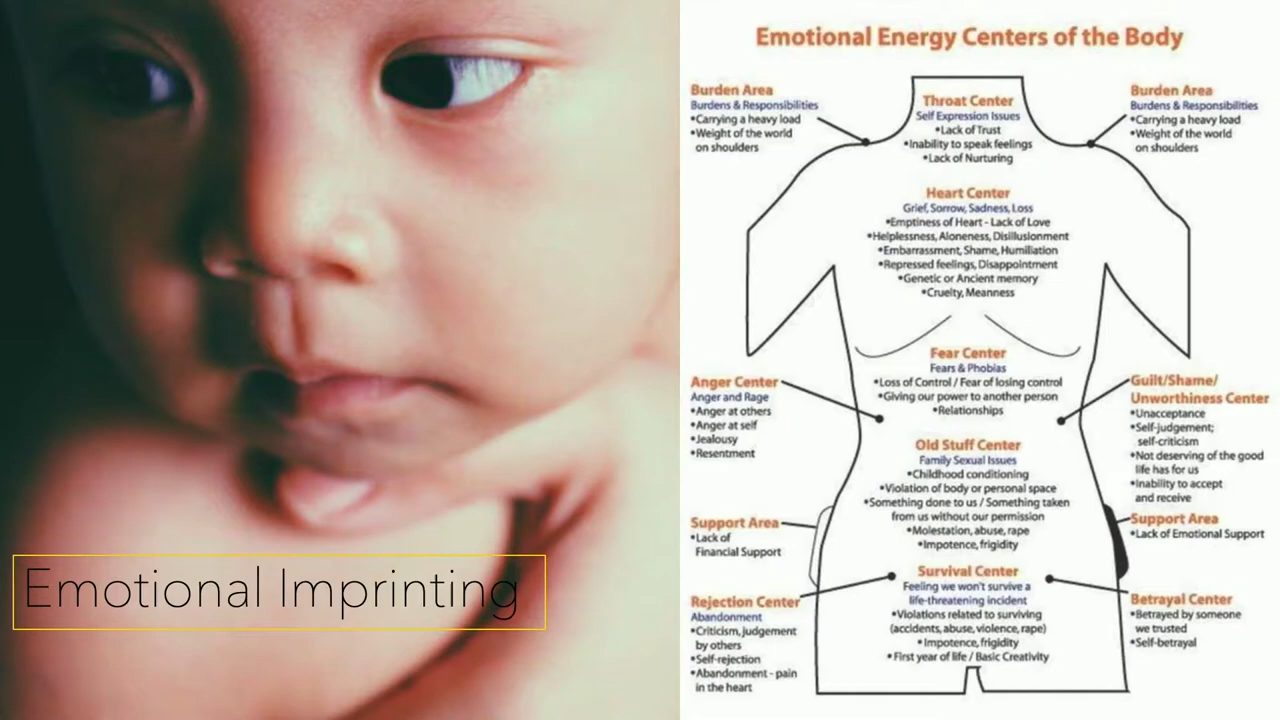 Emotional Imprinting
Emotional Energy Centers of the Body
Burden Area
Burdens & Responsibilities
•Carrying a heavy load
•Weight of the world
on shoulders
Throat Center
Self Expression Issues
•Lack of Trust
•Inability to speak feelings
•Lack of Nurturing
Burden Area
Burdens & Responsibilities
•Carrying a heavy load
•Weight of the world
on shoulders
Heart Center
Grief, Sorrow, Sadness, Loss
•Emptiness of Heart - Lack of Love
•Helplessness, Aloneness, Disillusionment
•Embarrassment, Shame, Humiliation
•Repressed feelings, Disappointment
•Genetic or Ancient memory
•Cruelty, Meanness
Fear Center
Fears & Phobias
•Loss of Control / Fear of losing control
•Giving our power to another person
•Relationships
Anger Center
Anger and Rage
•Anger at others
•Anger at self
•Jealousy
•Resentment
Guilt/Shame/
Unworthiness Center
•Unacceptance
•Self-judgement;
self-criticism
•Not deserving of the good
life has for us
•Inability to accept
and receive
Old Stuff Center
Family Sexual Issues
•Childhood conditioning
•Violation of body or personal space
•Something done to us / Something taken
from us without our permission
•Molestation, abuse, rape
•Impotence, frigidity
Support Area
•Lack of
Financial Support
Support Area
•Lack of Emotional Support
Survival Center
Feeling we won't survive a
life-threatening incident
•Violations related to surviving
(accidents, abuse, violence, rape)
•Impotence, frigidity
•First year of life / Basic Creativity
Rejection Center
Abandonment
•Criticism, judgement
by others
•Self-rejection
•Abandonment - pain
in the heart
Betrayal Center
•Betrayed by someone
we trusted
•Self-betrayal